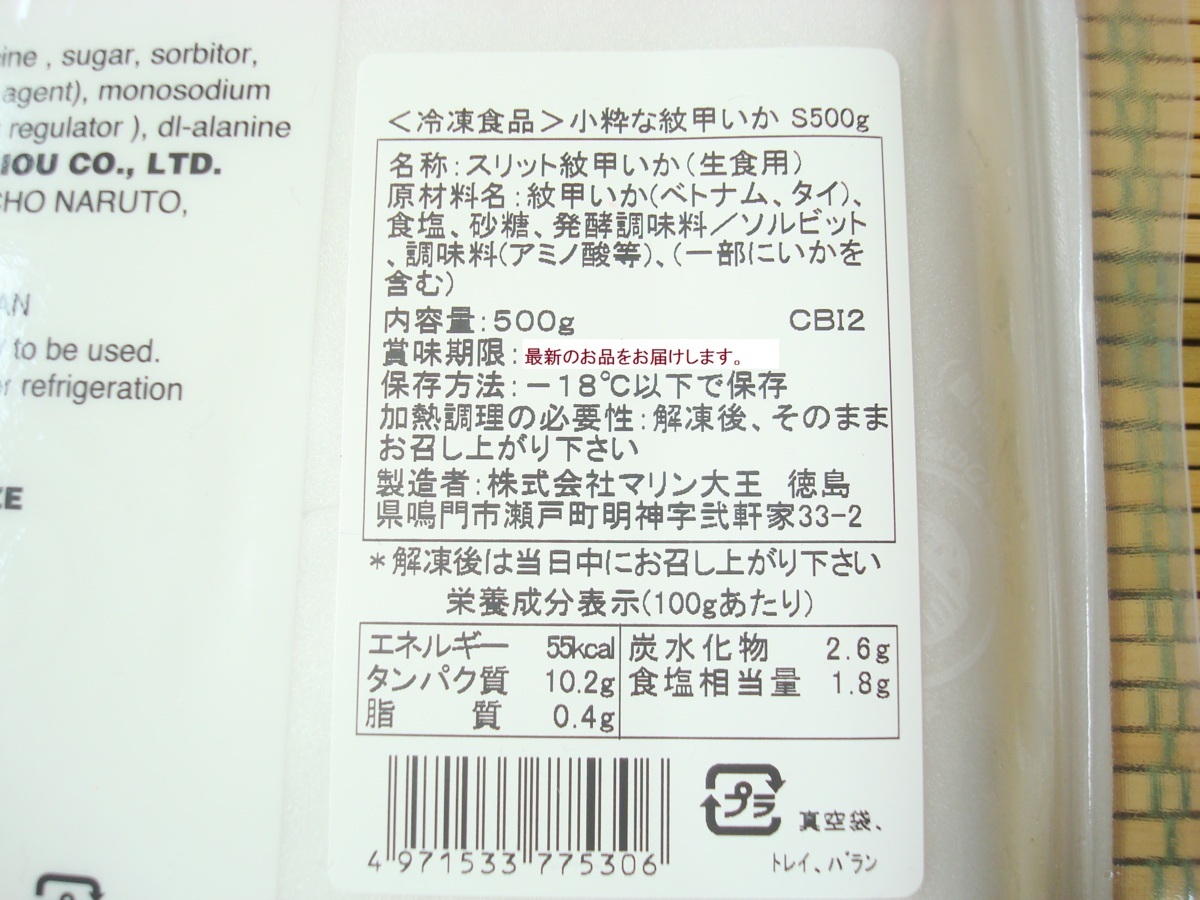 ine , sugar, sorbitor,
agent), monosodium
regulator ), dl-alanine
IOU CO., LTD.
CHO NARUTO,
AN
to be used.
refrigeration
ZE
＜冷凍食品＞小粋な紋甲いか S500g
名称：スリット紋甲いか（生食用）
原材料名：紋甲いか（ベトナム、タイ）、
食塩、砂糖、発酵調味料／ソルビット
、調味料（アミノ酸等）、（一部にいかを
含む）
内容量：500g CBI2
賞味期限：最新のお品をお届けします。
保存方法：－18℃以下で保存
加熱調理の必要性：解凍後、そのまま
お召し上がり下さい
製造者：株式会社マリン大王 徳島
県鳴門市瀬戸町明神字弐軒家33-2
＊解凍後は当日中にお召し上がり下さい
栄養成分表示(100gあたり)
エネルギー 55kcal 炭水化物 2.6g
タンパク質 10.2g 食塩相当量 1.8g
脂質 0.4g
プラ
真空袋、
トレイ、バラン
4 971533 775306